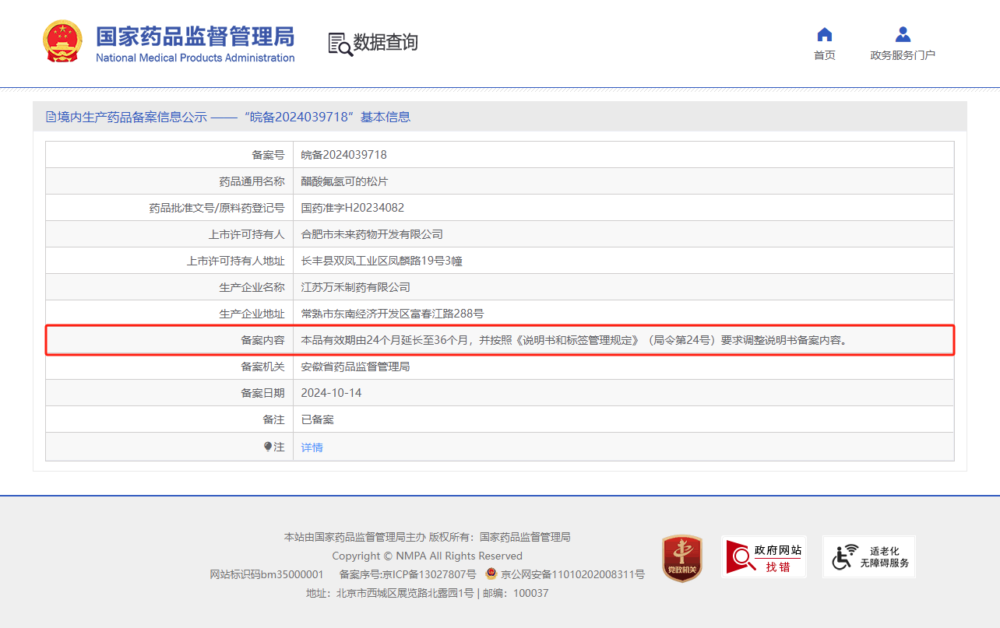 国家药品监督管理局
National Medical Products Administration
数据查询
首页
政务服务门户
境内生产药品备案信息公示 —— “皖备2024039718” 基本信息
备案号 皖备2024039718
药品通用名称 醋酸氟氢可的松片
药品批准文号/原料药登记号 国药准字H20234082
上市许可持有人 合肥市未来药物开发有限公司
上市许可持有人地址 长丰县双凤工业区凤麟路19号3幢
生产企业名称 江苏万禾制药有限公司
生产企业地址 常熟市东南经济开发区富春江路288号
备案内容 本品有效期由24个月延长至36个月，并按照《说明书和标签管理规定》（局令第24号）要求调整说明书备案内容。
备案机关 安徽省药品监督管理局
备案日期 2024-10-14
备注 已备案
注 详情
本站由国家药品监督管理局主办 版权所有：国家药品监督管理局
Copyright © NMPA All Rights Reserved
网站标识码bm35000001 备案序号:京ICP备13027807号 京公网安备11010202008311号
地址：北京市西城区展览路北露园1号 | 邮编：100037
党政机关
政府网站
找错
适老化
无障碍服务